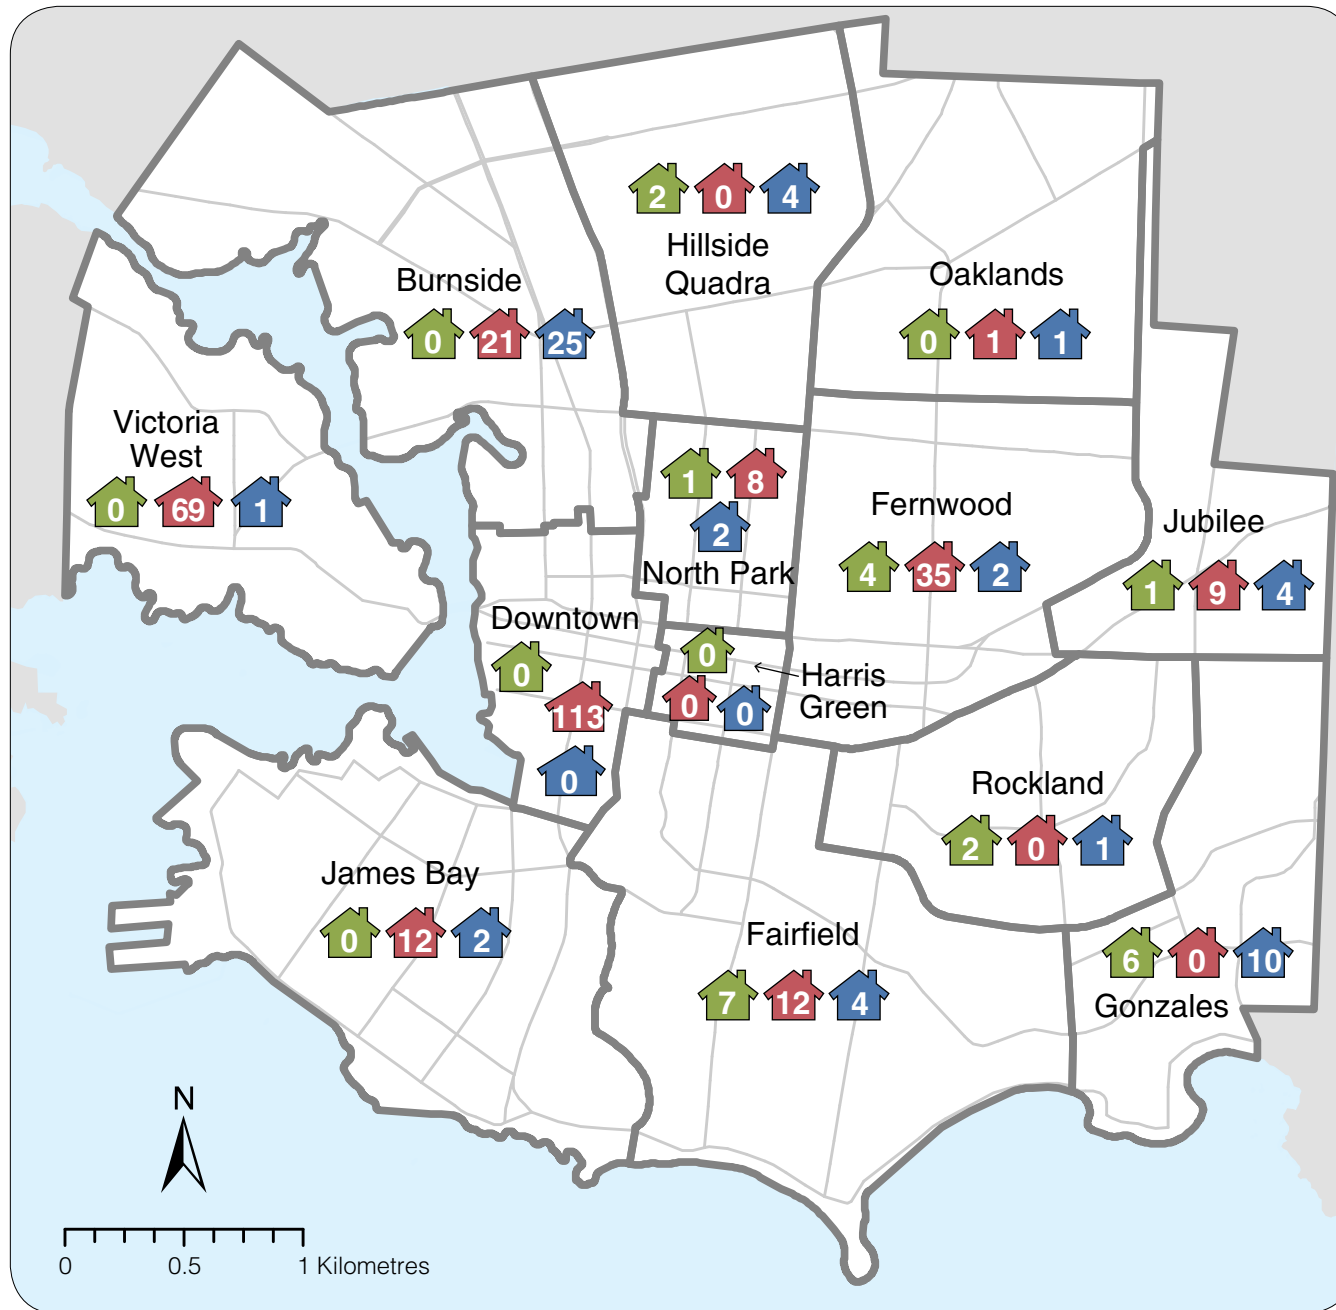 2 0 4
Hillside
Quadra
Burnside
0 21 25
Oaklands
0 1 1
Victoria
West
0 69 1
1 8
2
North Park
Fernwood
4 35 2
Jubilee
1 9 4
Downtown
0
113
0
0
0 0
Harris
Green
Rockland
2 0 1
James Bay
0 12 2
Fairfield
7 12 4
6 0 10
Gonzales
N
0 0.5 1 Kilometres